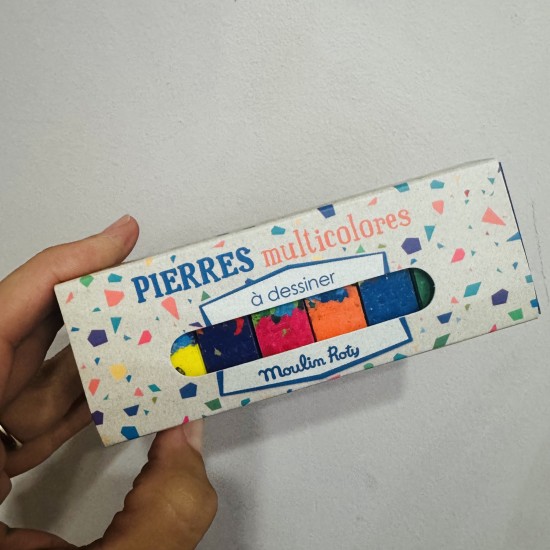 PIERRES multicolores
à dessiner
Moulin Roty